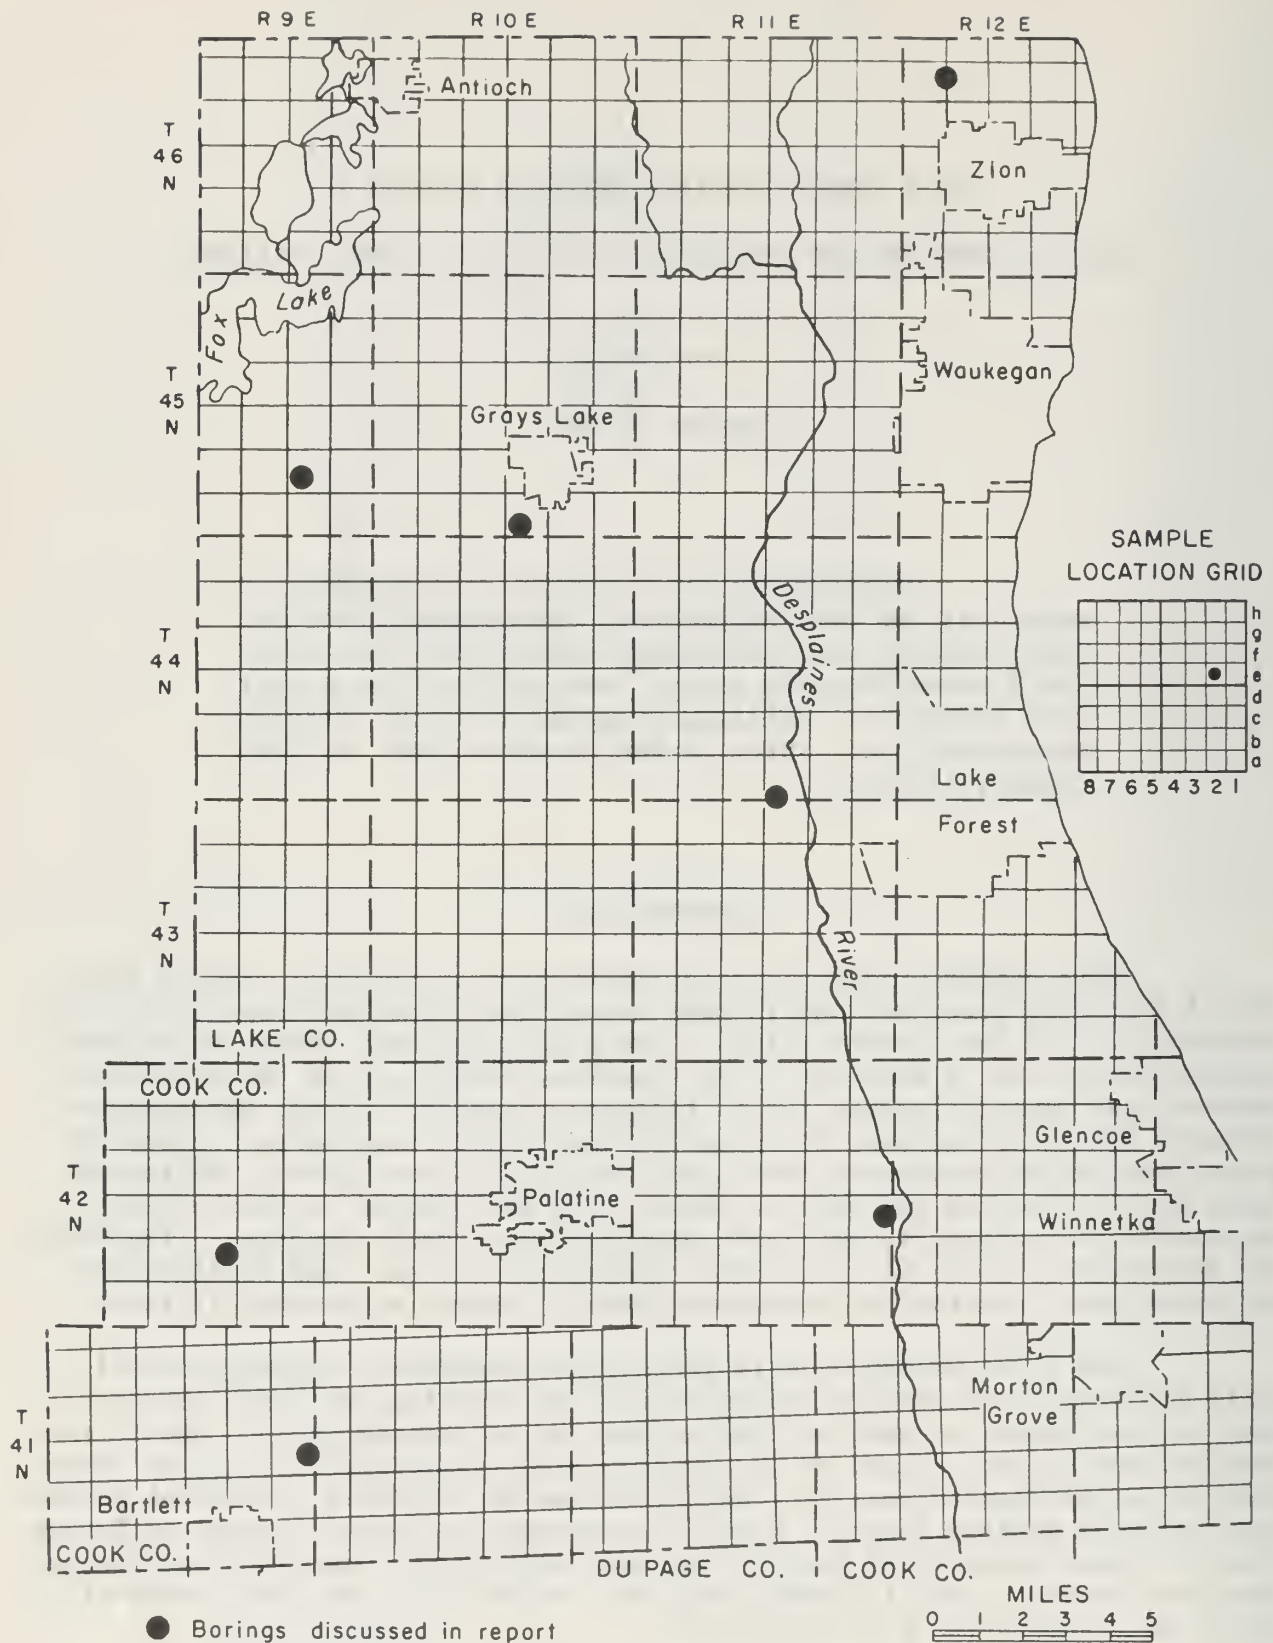 R 9 E
R 10 E
R 11 E
R 12 E
Antioch
T
46
N
Zion
Lake
Fox
T
45
N
Waukegan
Grays Lake
SAMPLE
LOCATION GRID
h
g
f
e
d
c
b
a
8 7 6 5 4 3 2 1
Desplaines
T
44
N
Lake
Forest
T
43
N
River
LAKE CO.
COOK CO.
Glencoe
T
42
N
Palatine
Winnetka
Morton
Grove
T
41
N
Bartlett
COOK CO.
DU PAGE CO.
COOK CO.
MILES
0 1 2 3 4 5
Borings discussed in report